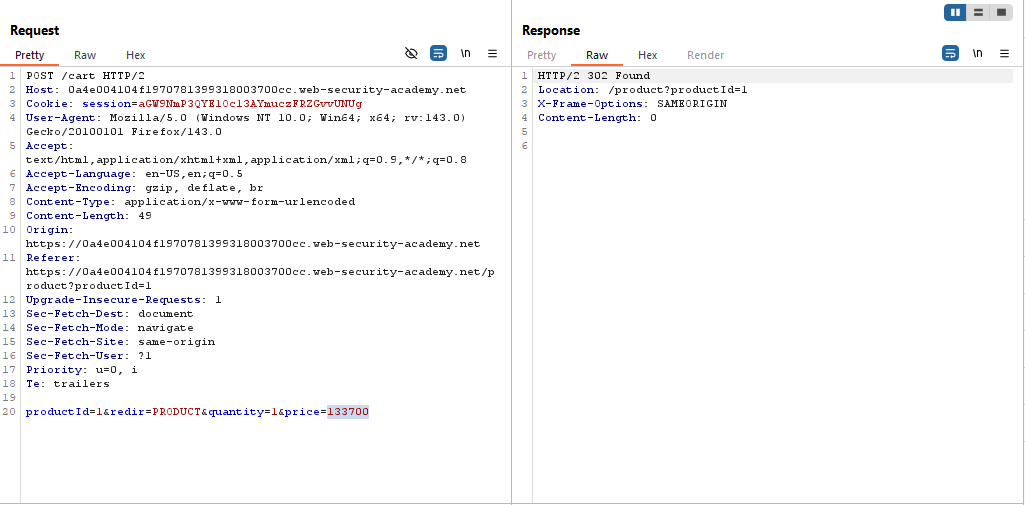 Request
Pretty Raw Hex \n
1 POST /cart HTTP/2
2 Host: 0a4e004104f1970781399318003700cc.web-security-academy.net
3 Cookie: session=aGW9NmP3QYE10c13AYmuczFRZGvvUNUg
4 User-Agent: Mozilla/5.0 (Windows NT 10.0; Win64; x64; rv:143.0)
Gecko/20100101 Firefox/143.0
5 Accept:
text/html,application/xhtml+xml,application/xml;q=0.9,*/*;q=0.8
6 Accept-Language: en-US,en;q=0.5
7 Accept-Encoding: gzip, deflate, br
8 Content-Type: application/x-www-form-urlencoded
9 Content-Length: 49
10 Origin:
https://0a4e004104f1970781399318003700cc.web-security-academy.net
11 Referer:
https://0a4e004104f1970781399318003700cc.web-security-academy.net/p
roduct?productId=1
12 Upgrade-Insecure-Requests: 1
13 Sec-Fetch-Dest: document
14 Sec-Fetch-Mode: navigate
15 Sec-Fetch-Site: same-origin
16 Sec-Fetch-User: ?1
17 Priority: u=0, i
18 Te: trailers
19
20 productId=1&redir=PRODUCT&quantity=1&price=133700
Response
Pretty Raw Hex Render \n
1 HTTP/2 302 Found
2 Location: /product?productId=1
3 X-Frame-Options: SAMEORIGIN
4 Content-Length: 0
5
6